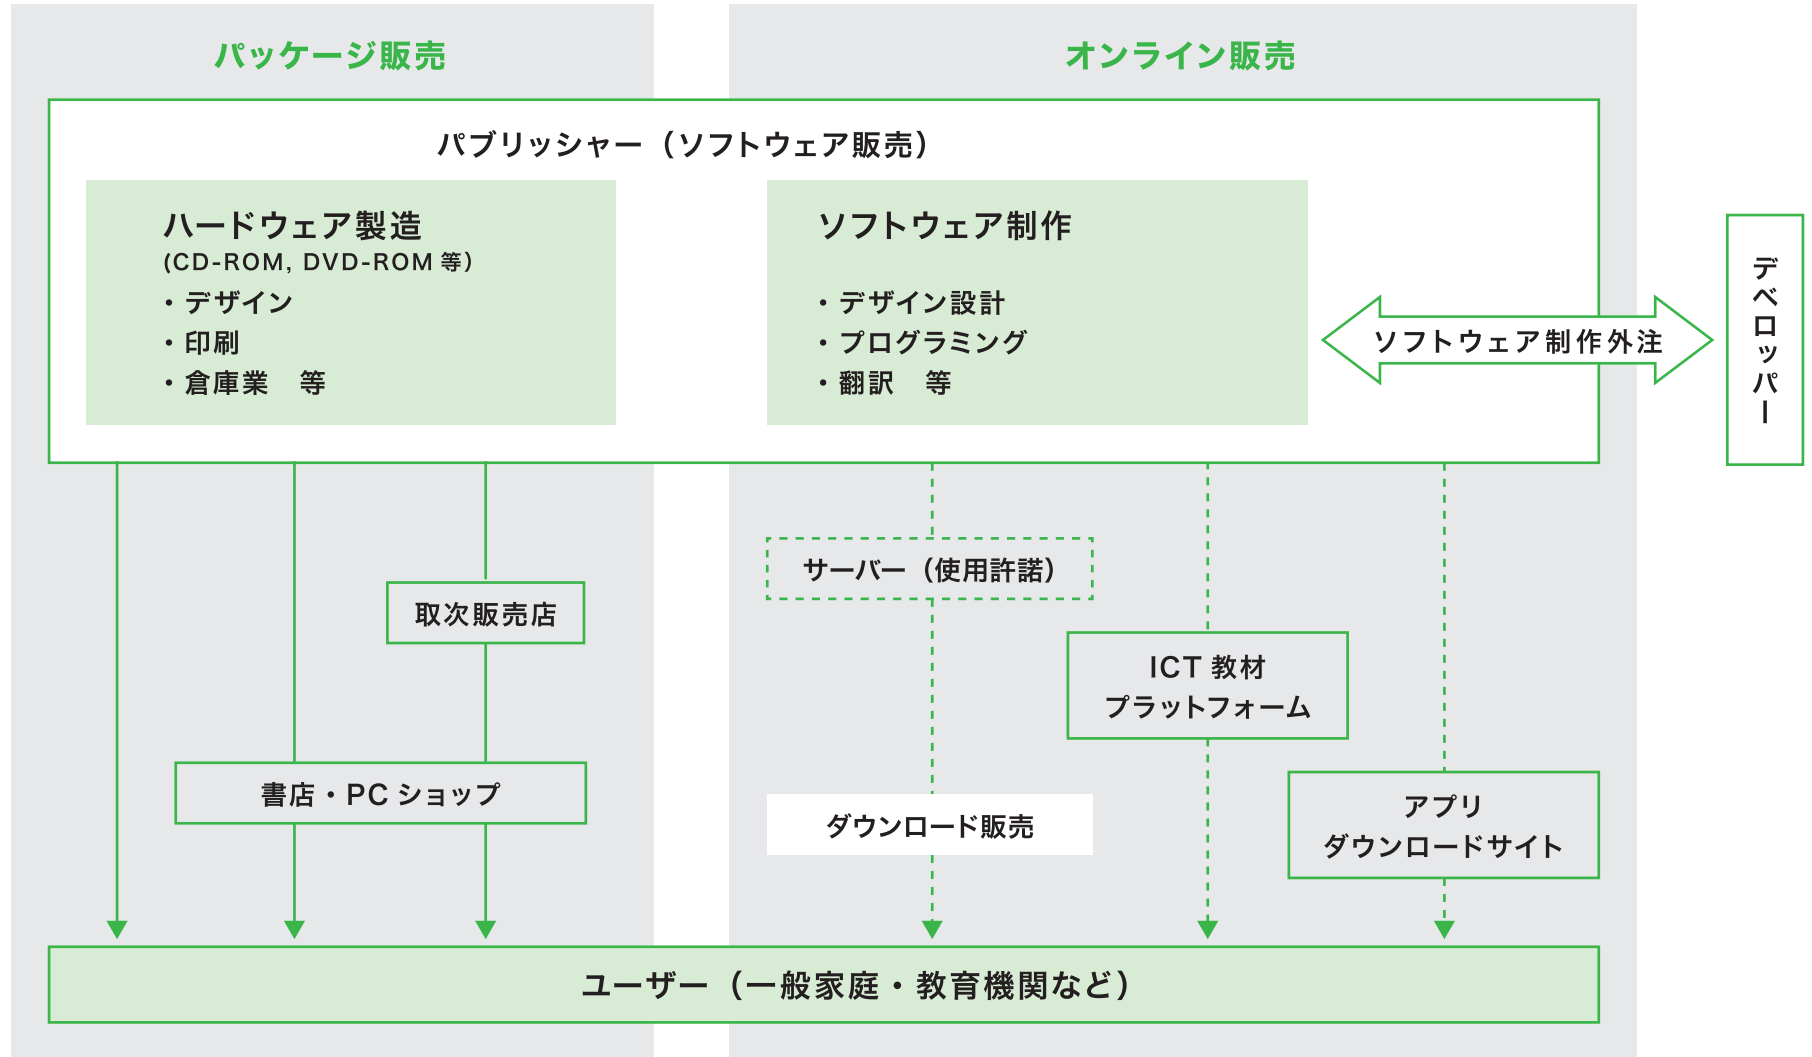 パッケージ販売
オンライン販売
パブリッシャー（ソフトウェア販売）
ハードウェア製造
(CD-ROM, DVD-ROM 等)
・デザイン
・印刷
・倉庫業　等
ソフトウェア制作
・デザイン設計
・プログラミング
・翻訳　等
ソフトウェア制作外注
デベロッパー
取次販売店
書店・PC ショップ
サーバー（使用許諾）
ICT 教材
プラットフォーム
ダウンロード販売
アプリ
ダウンロードサイト
ユーザー（一般家庭・教育機関など）